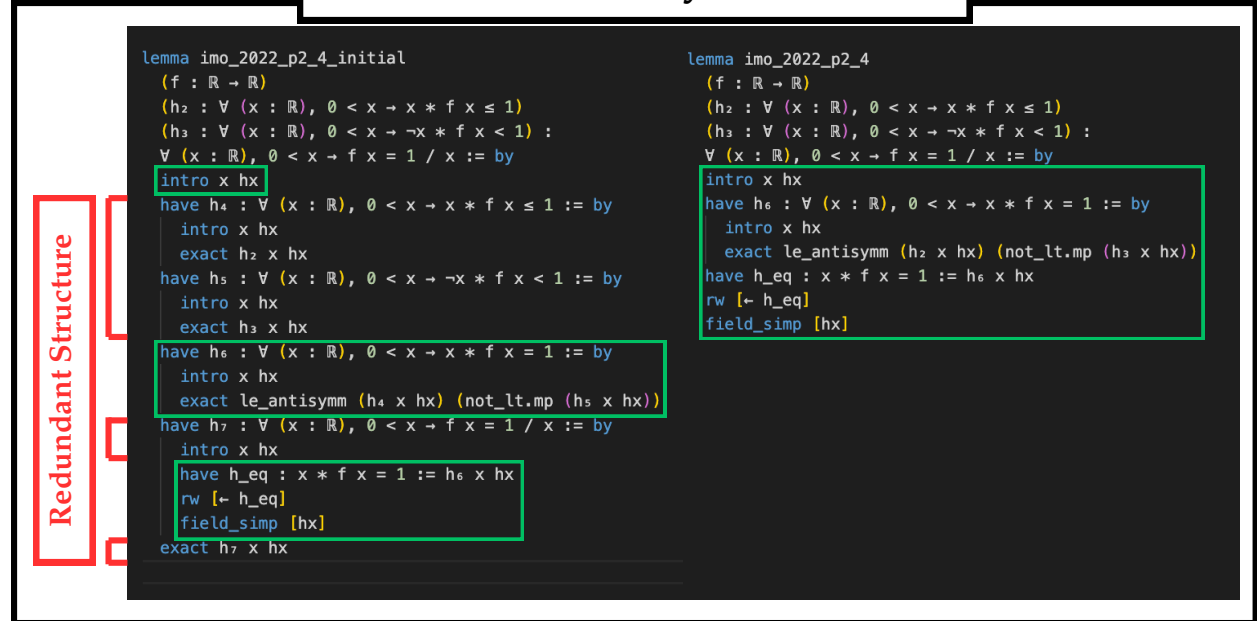 Redundant Structure
lemma imo_2022_p2_4_initial
(f : ℝ → ℝ)
(h₂ : ∀ (x : ℝ), 0 < x → x * f x ≤ 1)
(h₃ : ∀ (x : ℝ), 0 < x → ¬x * f x < 1) :
∀ (x : ℝ), 0 < x → f x = 1 / x := by
intro x hx
have h₄ : ∀ (x : ℝ), 0 < x → x * f x ≤ 1 := by
intro x hx
exact h₂ x hx
have h₅ : ∀ (x : ℝ), 0 < x → ¬x * f x < 1 := by
intro x hx
exact h₃ x hx
have h₆ : ∀ (x : ℝ), 0 < x → x * f x = 1 := by
intro x hx
exact le_antisymm (h₄ x hx) (not_lt.mp (h₅ x hx))
have h₇ : ∀ (x : ℝ), 0 < x → f x = 1 / x := by
intro x hx
have h_eq : x * f x = 1 := h₆ x hx
rw [← h_eq]
field_simp [hx]
exact h₇ x hx
lemma imo_2022_p2_4
(f : ℝ → ℝ)
(h₂ : ∀ (x : ℝ), 0 < x → x * f x ≤ 1)
(h₃ : ∀ (x : ℝ), 0 < x → ¬x * f x < 1) :
∀ (x : ℝ), 0 < x → f x = 1 / x := by
intro x hx
have h₆ : ∀ (x : ℝ), 0 < x → x * f x = 1 := by
intro x hx
exact le_antisymm (h₂ x hx) (not_lt.mp (h₃ x hx))
have h_eq : x * f x = 1 := h₆ x hx
rw [← h_eq]
field_simp [hx]